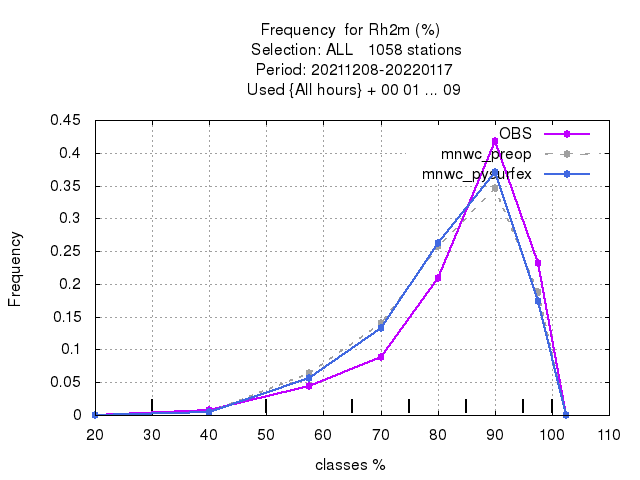 Frequency  for Rh2m (%)
Selection: ALL   1058 stations
Period: 20211208-20220117
Used {All hours} + 00 01 ... 09
OBS
mnwc_preop
mnwc_pysurfex
0.45
0.4
0.35
0.3
0.25
0.2
0.15
0.1
0.05
0
Frequency
20 30 40 50 60 70 80 90 100 110
classes %